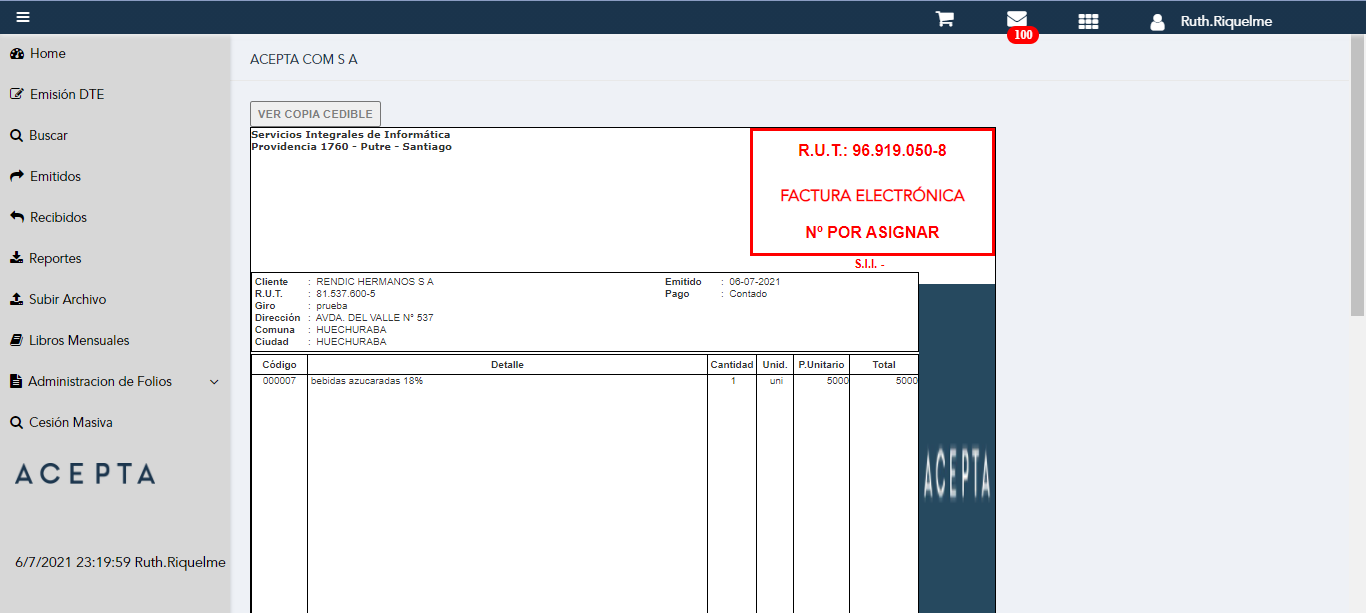 Ruth.Riquelme
100
Home
Emisión DTE
Buscar
Emitidos
Recibidos
Reportes
Subir Archivo
Libros Mensuales
Administracion de Folios
Cesión Masiva
ACEPTA
6/7/2021 23:19:59 Ruth.Riquelme
ACEPTA COM S A
VER COPIA CEDIBLE
Servicios Integrales de Informática
Providencia 1760 - Putre - Santiago
R.U.T.: 96.919.050-8
FACTURA ELECTRÓNICA
Nº POR ASIGNAR
S.I.I. -
Cliente : RENDIC HERMANOS S A Emitido : 06-07-2021
R.U.T. : 81.537.600-5 Pago : Contado
Giro : prueba
Dirección : AVDA. DEL VALLE N° 537
Comuna : HUECHURABA
Ciudad : HUECHURABA
Código Detalle Cantidad Unid. P.Unitario Total
000007 bebidas azucaradas 18% 1 uni 5000 5000
ACEPTA